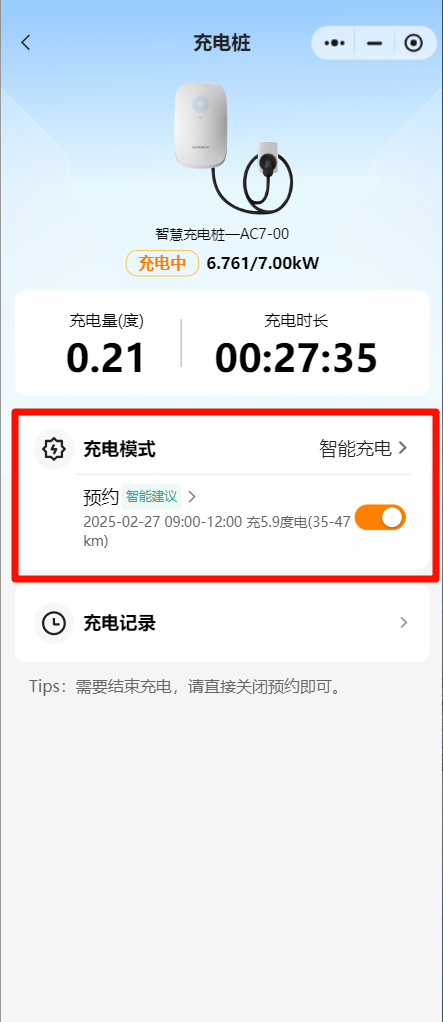 充电桩
智慧充电桩—AC7-00
充电中 6.761/7.00kW
充电量(度) 充电时长
0.21 00:27:35
充电模式 智能充电
预约 智能建议
2025-02-27 09:00-12:00 充5.9度电(35-47
km)
充电记录
Tips：需要结束充电，请直接关闭预约即可。